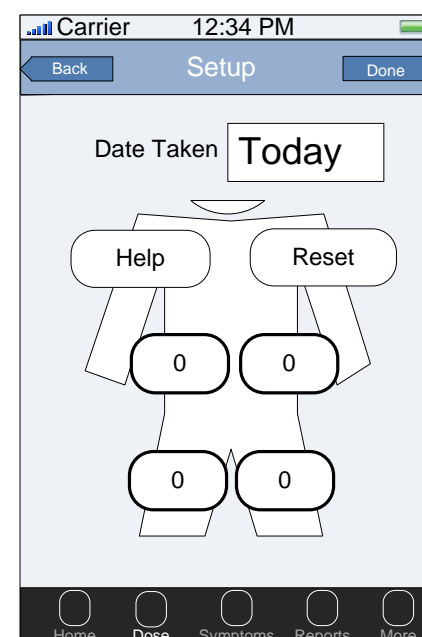 Carrier 12:34 PM
Back Setup Done
Date Taken Today
Help Reset
0 0
0 0
Home Dose Symptoms Reports More